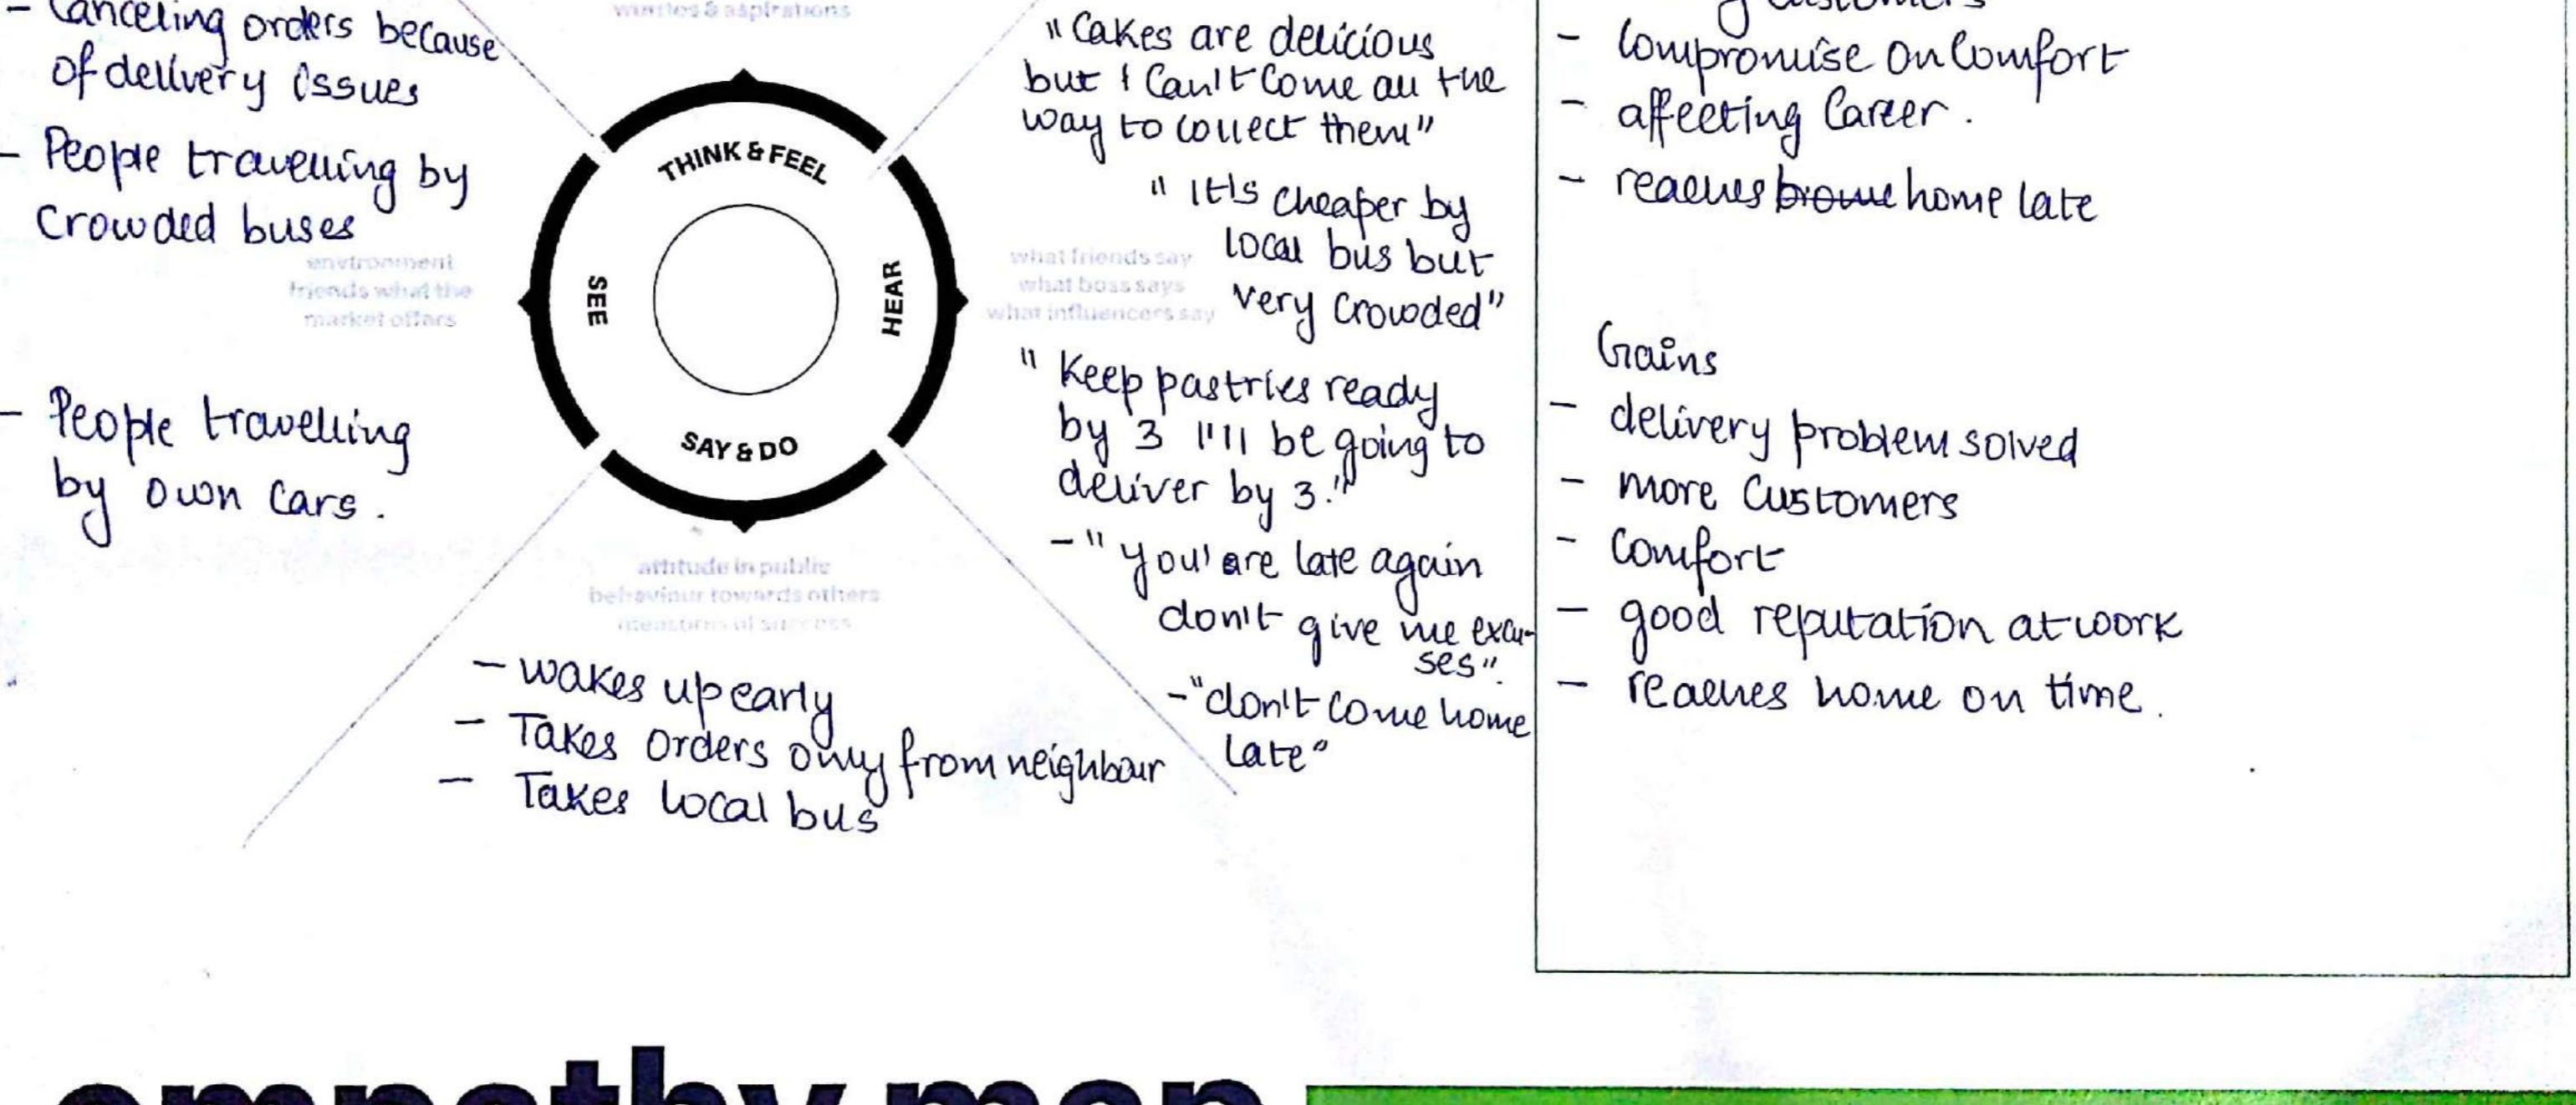 - Canceling orders because
of delivery issues
- People travelling by
crowded buses
environment
friends what the
market offers
- People travelling
by own cars.
wishes & aspirations
THINK & FEEL
SEE
HEAR
SAY & DO
"Cakes are delicious
but I can't come all the
way to collect them"
" It's cheaper by
local bus but
very crowded"
what friends say
what boss says
what influencers say
" Keep pastries ready
by 3 I'll be going to
deliver by 3."
- "you'are late again
don't give me excu-
ses".
- "don't come home
late"
attitude in public
behaviour towards others
measures of success
- wakes up early
- Takes orders only from neighbour
- Takes local bus
customers
- Compromise on comfort
- affecting career.
- reaches home late
Gains
- delivery problem solved
- more customers
- comfort
- good reputation at work
- reaches home on time.
empathy map